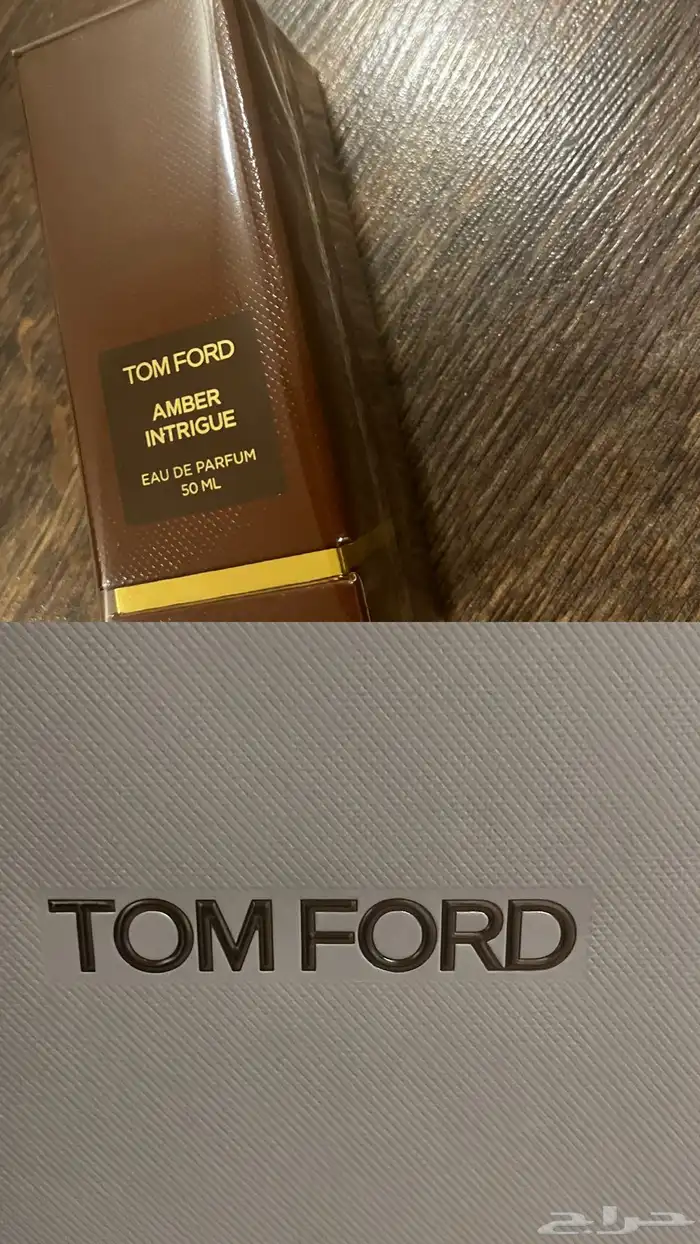 TOM FORD
AMBER
INTRIGUE
EAU DE PARFUM
50 ML
TOM FORD
حراج